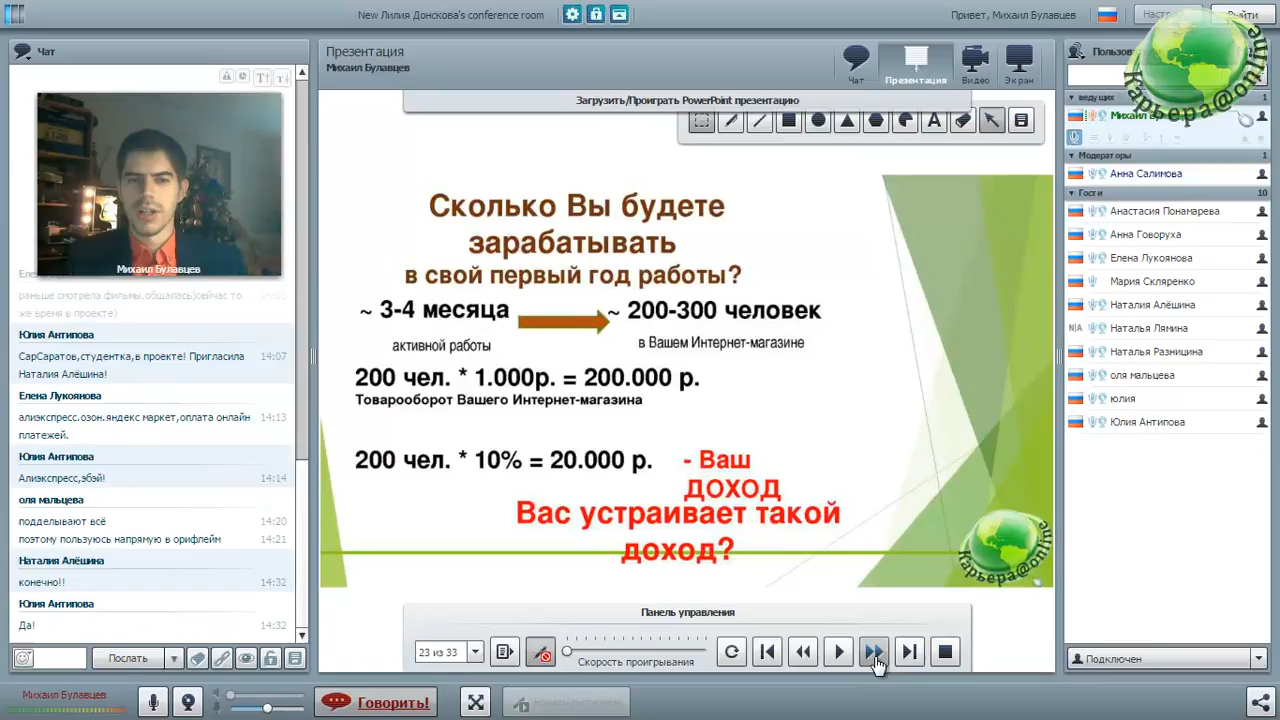 New Лилия Донскова's conference room
Привет, Михаил Булавцев
Выйти
Чат
Михаил Булавцев
раньше смотрела фильмы,общалась)сейчас то
же время в проекте)
Юлия Антипова
СарСаратов,студентка,в проекте! Пригласила
Наталия Алёшина!
14:07
Елена Лукоянова
алиэкспресс.озон.яндекс маркет,оплата онлайн
платежей.
14:13
Юлия Антипова
Алиэкспресс,эбэй!
14:14
оля мальцева
подделывают всё
14:20
поэтому пользуюсь напрямую в орифлейм
14:21
Наталия Алёшина
конечно!!
14:32
Юлия Антипова
Да!
14:32
Послать
Презентация
Михаил Булавцев
Чат
Презентация
Видео
Экран
Загрузить/Проиграть PowerPoint презентацию
Сколько Вы будете
зарабатывать
в свой первый год работы?
~ 3-4 месяца
~ 200-300 человек
активной работы
в Вашем Интернет-магазине
200 чел. * 1.000р. = 200.000 р.
Товарооборот Вашего Интернет-магазина
200 чел. * 10% = 20.000 р.
- Ваш
доход
Вас устраивает такой
доход?
Панель управления
23 из 33
Скорость проигрывания
Карьера@online
ведущих
1
Модераторы
1
Анна Салимова
Гости
10
Анастасия Понамарева
Анна Говоруха
Елена Лукоянова
Мария Скляренко
Наталия Алёшина
N/A
Наталья Лямина
Наталья Разницина
оля мальцева
юлия
Юлия Антипова
Подключен
Михаил Булавцев
Говорить!